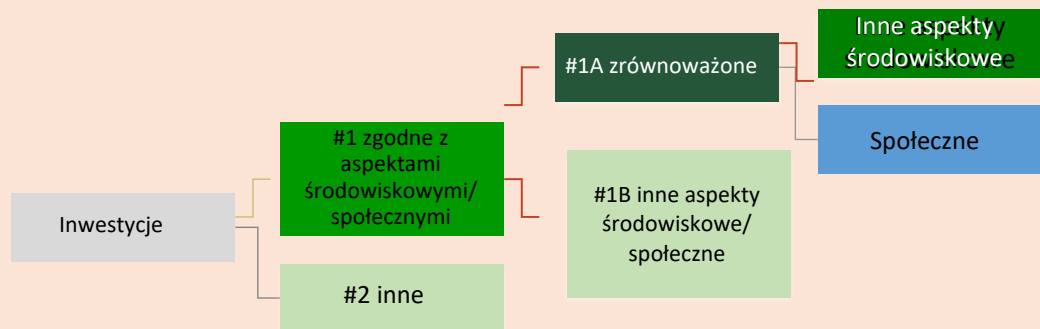 Inwestycje
#1 zgodne z
aspektami
środowiskowymi/
społecznymi
#2 inne
#1A zrównoważone
#1B inne aspekty
środowiskowe/
społeczne
Inne aspekty
środowiskowe
Społeczne